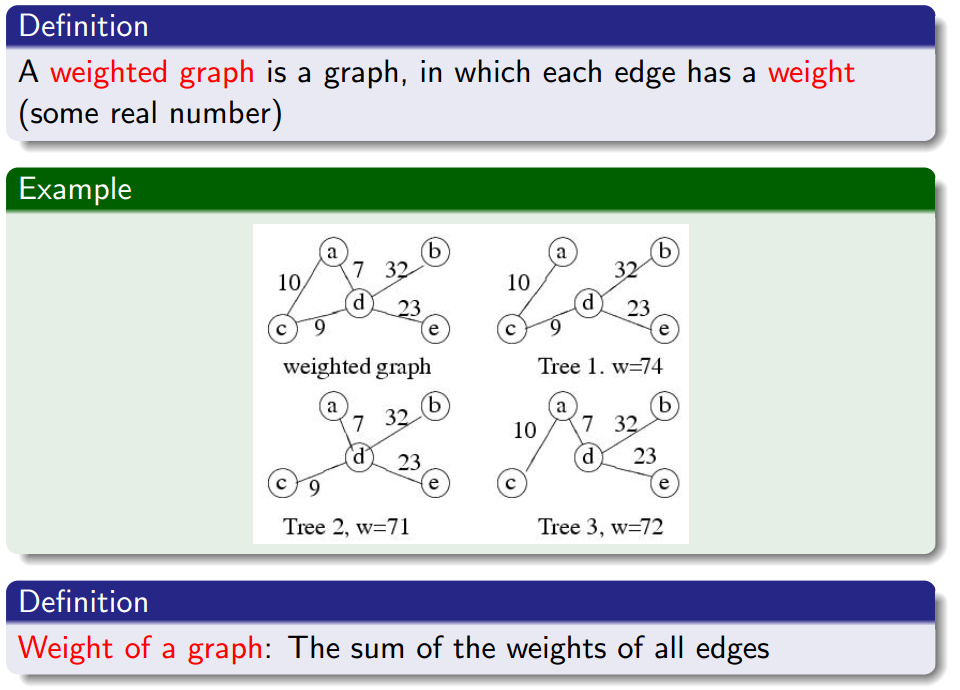 Definition
A weighted graph is a graph, in which each edge has a weight
(some real number)
Example
a
b
7
32
10
d
23
c
9
e
weighted graph
a
b
32
10
d
23
c
9
e
Tree 1. w=74
a
b
7
32
d
23
c
9
e
Tree 2, w=71
a
b
7
32
10
d
23
c
e
Tree 3, w=72
Definition
Weight of a graph: The sum of the weights of all edges